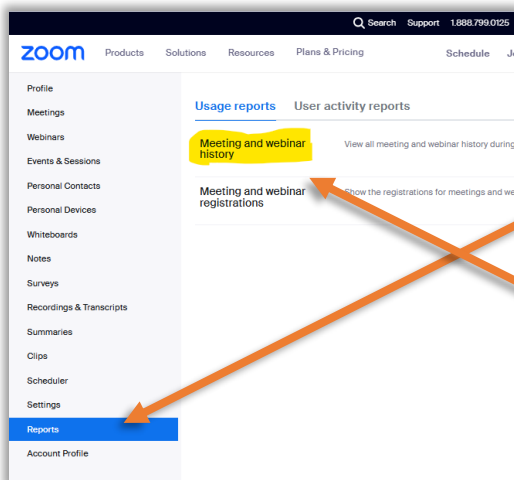 Search Support 1.888.799.0125
zoom Products Solutions Resources Plans & Pricing Schedule
Profile
Meetings
Webinars
Events & Sessions
Personal Contacts
Personal Devices
Whiteboards
Notes
Surveys
Recordings & Transcripts
Summaries
Clips
Scheduler
Settings
Reports
Account Profile
Usage reports User activity reports
Meeting and webinar
history
View all meeting and webinar history during
Meeting and webinar
registrations
Show the registrations for meetings and we